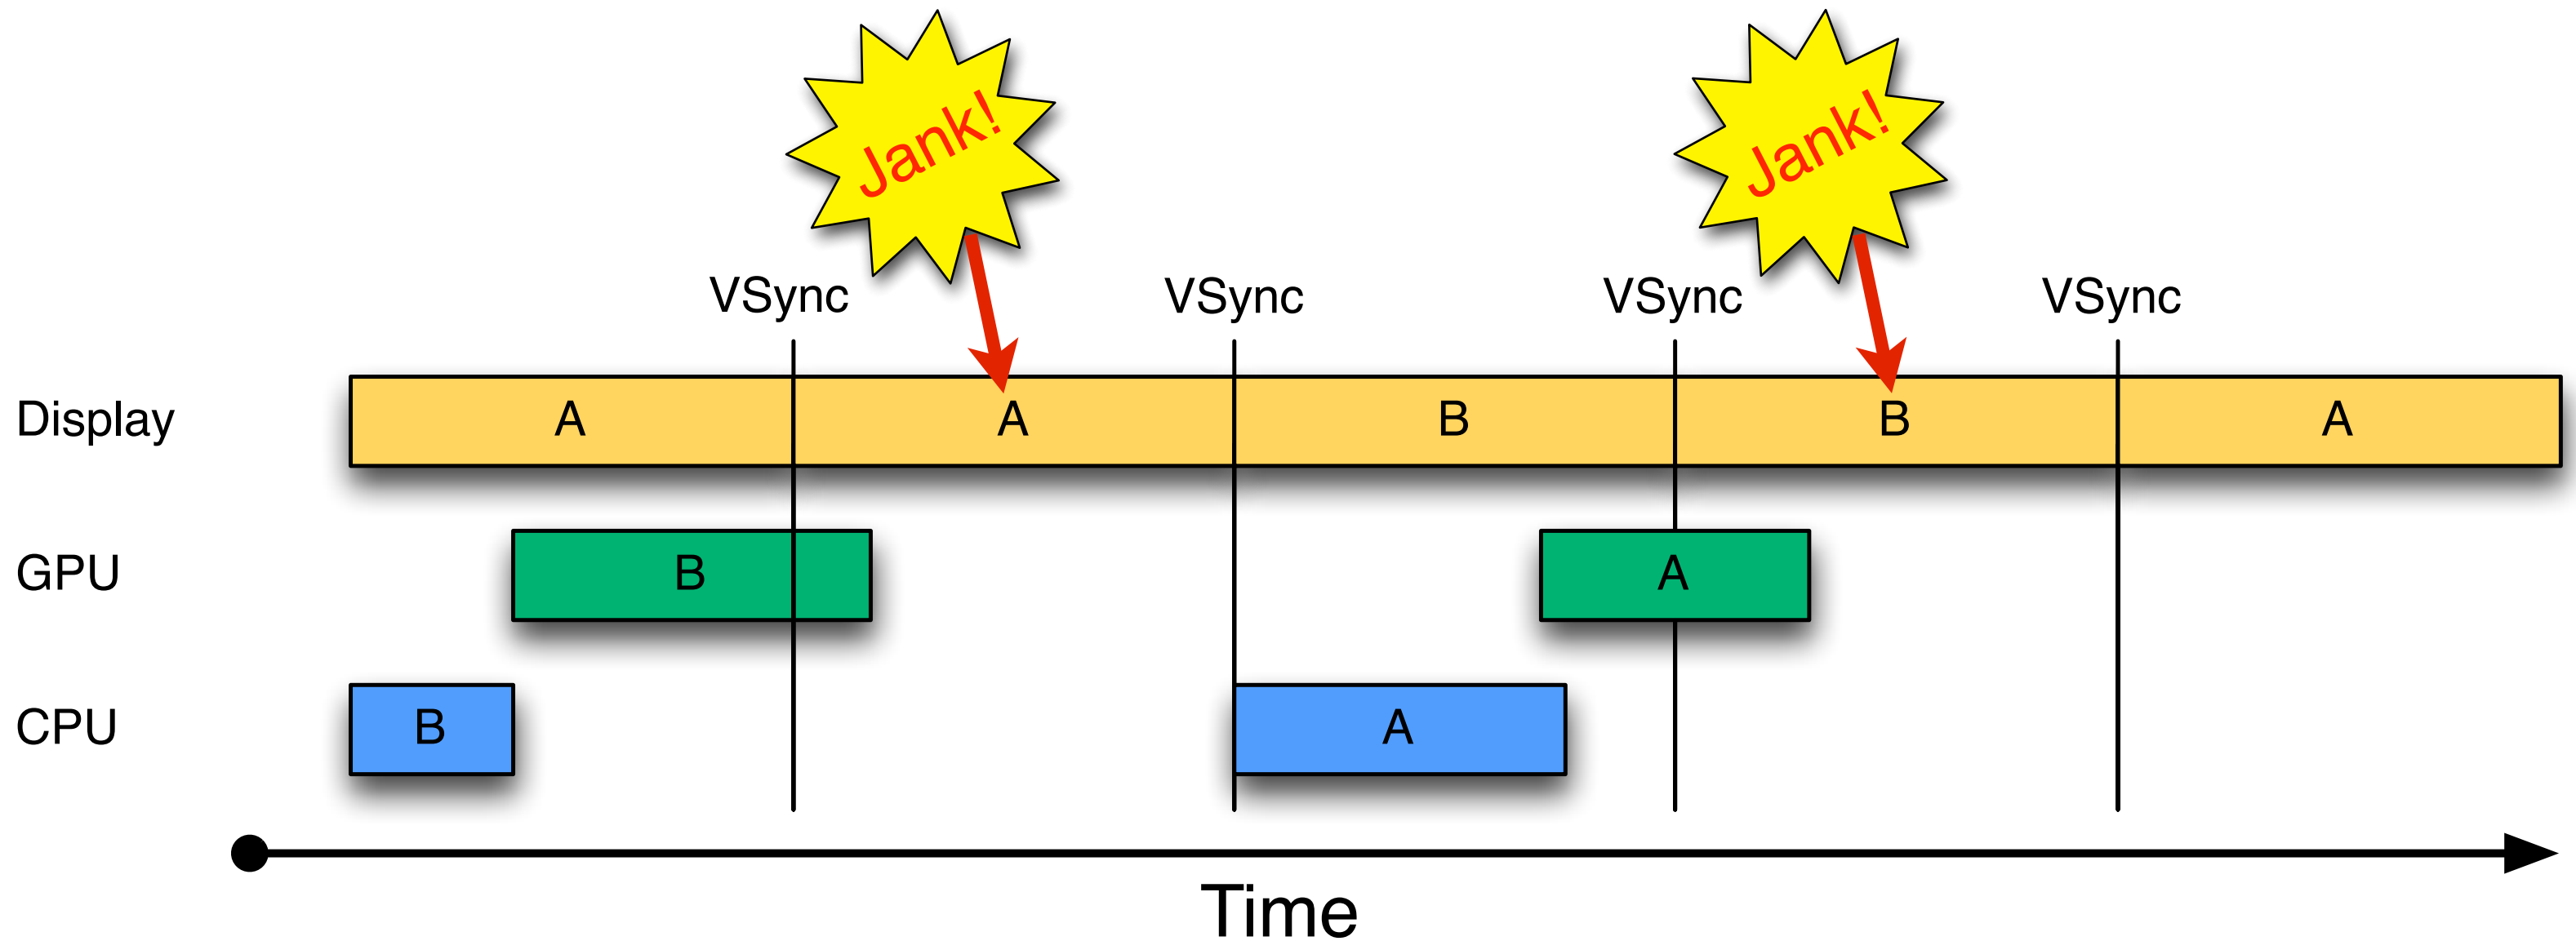 Jank! Jank!
VSync VSync VSync VSync
Display A A B B A
GPU B A
CPU B A
Time